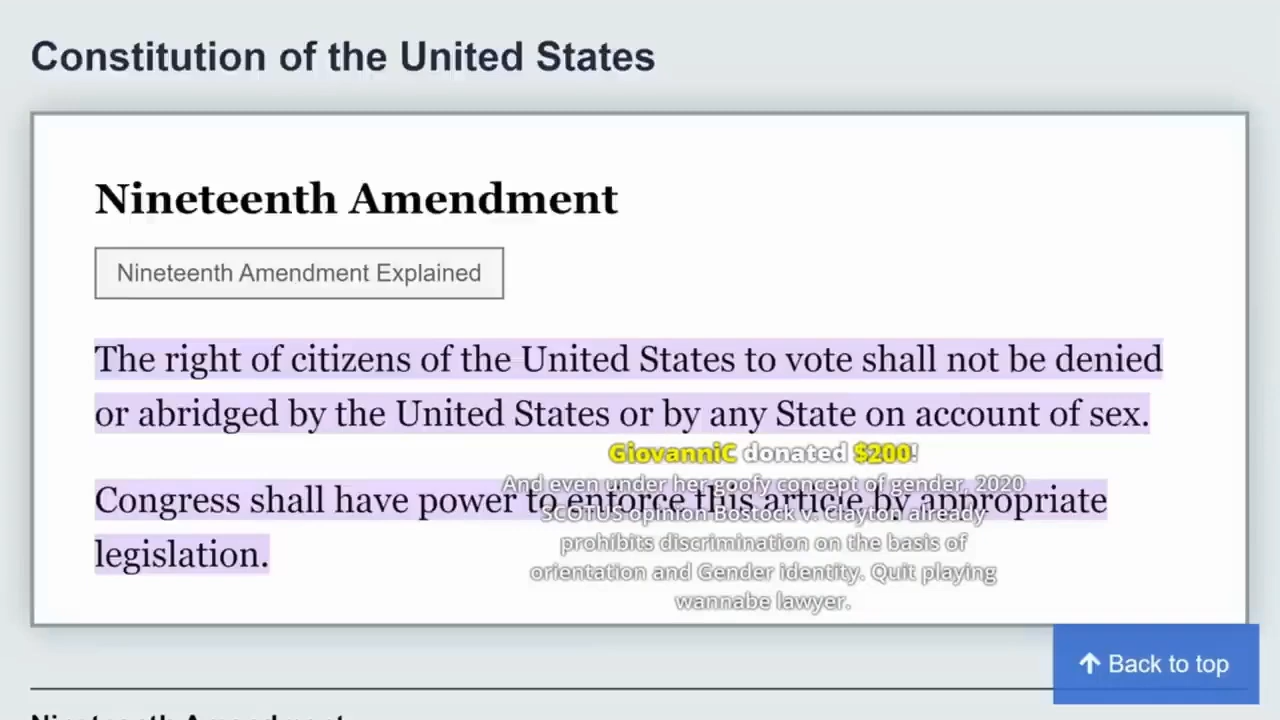 Constitution of the United States
Nineteenth Amendment
Nineteenth Amendment Explained
The right of citizens of the United States to vote shall not be denied
or abridged by the United States or by any State on account of sex.
GiovanniC donated $200!
And even under her goofy concept of gender, 2020
Congress shall have power to enforce this article by appropriate
SCOTUS opinion Bostock v. Clayton already
prohibits discrimination on the basis of
legislation.
orientation and Gender identity. Quit playing
wannabe lawyer.
↑ Back to top
Nineteenth Amendment